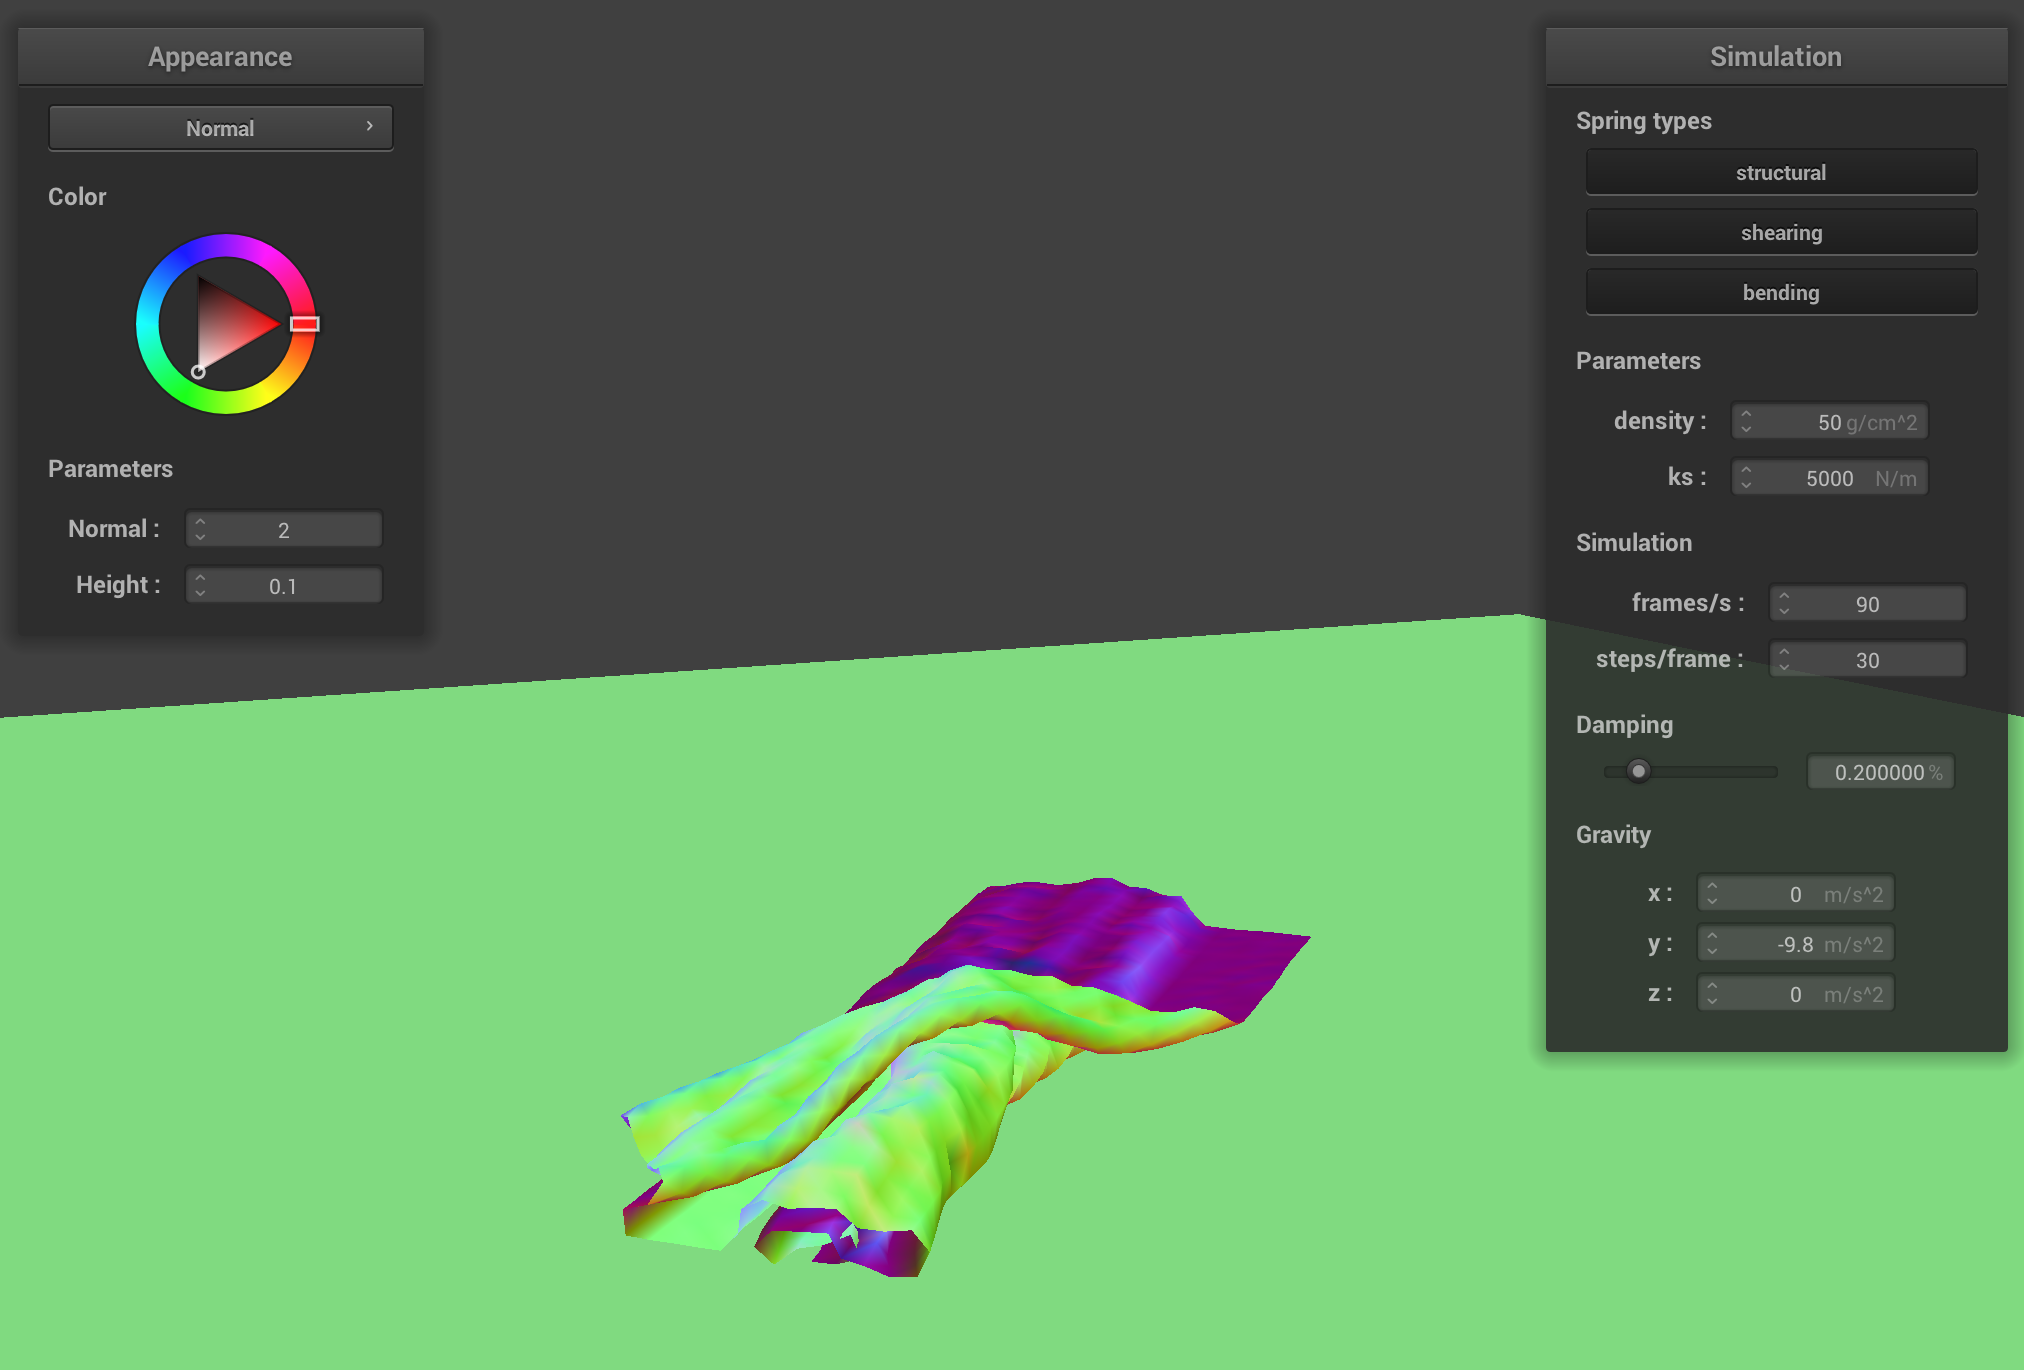 Appearance
Normal
Color
Parameters
Normal : 2
Height : 0.1
Simulation
Spring types
structural
shearing
bending
Parameters
density : 50 g/cm^2
ks : 5000 N/m
Simulation
frames/s : 90
steps/frame : 30
Damping
0.200000 %
Gravity
x : 0 m/s^2
y : -9.8 m/s^2
z : 0 m/s^2